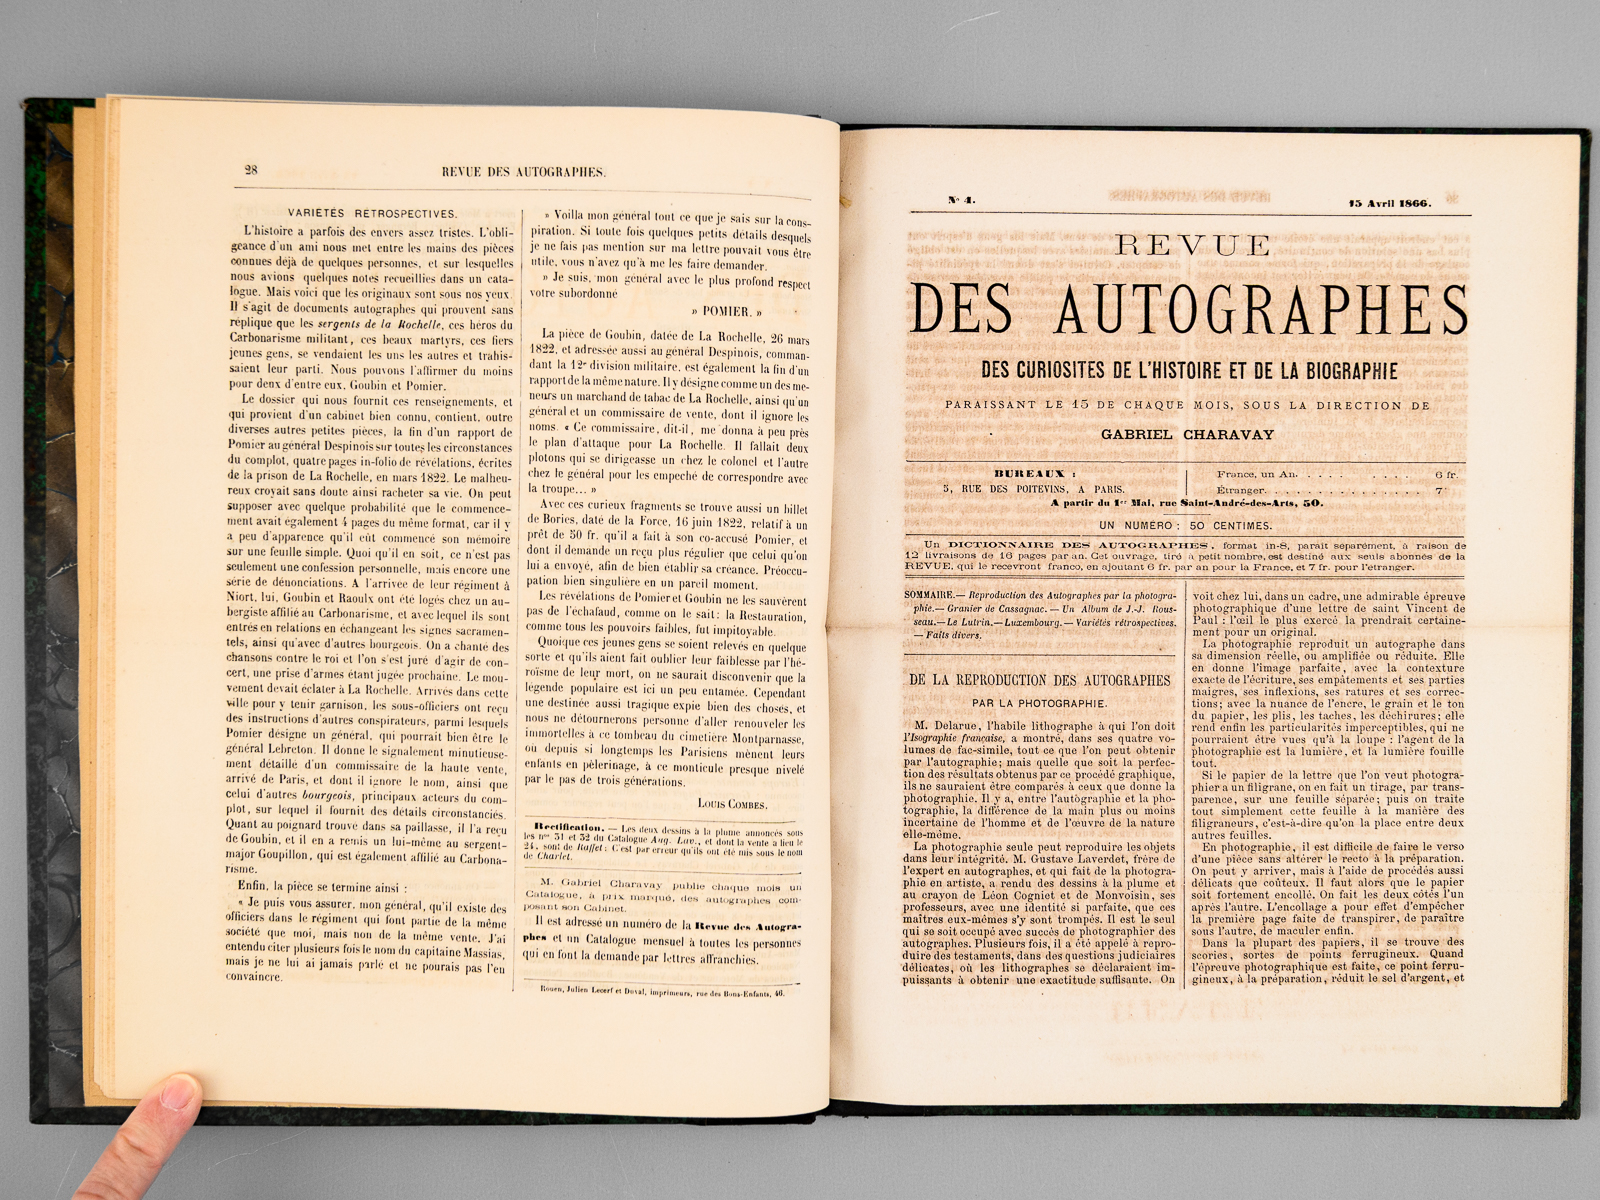 28
REVUE DES AUTOGRAPHES.
VARIETES RETROSPECTIVES.
L'histoire a parfois des envers assez tristes. L'obli-
geance d'un ami nous met entre les mains des pièces
connues déjà de quelques personnes, et sur lesquelles
nous avions quelques notes recueillies dans un cata-
logue. Mais voici que les originaux sont sous nos yeux.
Il s'agit de documents autographes qui prouvent sans
réplique que les sergents de la Rochelle, ces héros du
Carbonarisme militant, ces beaux martyrs, ces fiers
jeunes gens, se vendaient les uns les autres et trahis-
saient leur parti. Nous pouvons l'affirmer du moins
pour deux d'entre eux, Goubin et Pomier.
Le dossier qui nous fournit ces renseignements, et
qui provient d'un cabinet bien connu, contient, outre
diverses autres petites pièces, la fin d'un rapport de
Pomier au général Despinois sur toutes les circonstances
du complot, quatre pages in-folio de révélations, écrites
de la prison de La Rochelle, en mars 1822. Le malheu-
reux croyait sans doute ainsi racheter sa vie. On peut
supposer avec quelque probabilité que le commence-
ment avait également 4 pages du même format, car il y
a peu d'apparence qu'il eût commencé son mémoire
sur une feuille simple. Quoi qu'il en soit, ce n'est pas
seulement une confession personnelle, mais encore une
série de dénonciations. A l'arrivée de leur régiment à
Niort, lui, Goubin et Raoulx ont été logés chez un au-
bergiste affilié au Carbonarisme, et avec lequel ils sont
entrés en relations en échangeant les signes sacramen-
tels, ainsi qu'avec d'autres bourgeois. On a chanté des
chansons contre le roi et l'on s'est juré d'agir de con-
cert, une prise d'armes étant jugée prochaine. Le mou-
vement devait éclater à La Rochelle. Arrivés dans cette
ville pour y tenir garnison, les sous-officiers ont reçu
des instructions d'autres conspirateurs, parmi lesquels
Pomier désigne un général, qui pourrait bien être le
général Lebreton. Il donne le signalement minutieuse-
ment détaillé d'un commissaire de la haute vente,
arrivé de Paris, et dont il ignore le nom, ainsi que
celui d'autres bourgeois, principaux acteurs du com-
plot, sur lequel il fournit des détails circonstanciés.
Quant au poignard trouvé dans sa paillasse, il l'a reçu
de Goubin, et il en a remis un lui-même au sergent-
major Goupillon, qui est également affilié au Carbona-
risme.
Enfin, la pièce se termine ainsi :
« Je puis vous assurer, mon général, qu'il existe des
officiers dans le régiment qui font partie de la même
société que moi, mais non de la même vente. J'ai
entendu citer plusieurs fois le nom du capitaine Massias,
mais je ne lui ai jamais parlé et ne pourais pas l'en
convaincre.
» Voilla mon général tout ce que je sais sur la cons-
piration. Si toute fois quelques petits détails desquels
je ne fais pas mention sur ma lettre pouvait vous être
utile, vous n'avez qu'à me les faire demander.
» Je suis, mon général avec le plus profond respect
votre subordonné
» POMIER. »
La pièce de Goubin, datée de La Rochelle, 26 mars
1822, et adressée aussi au général Despinois, comman-
dant la 12e division militaire, est également la fin d'un
rapport de la même nature. Il y désigne comme un des me-
neurs un marchand de tabac de La Rochelle, ainsi qu'un
général et un commissaire de vente, dont il ignore les
noms. « Ce commissaire, dit-il, me donna à peu près
le plan d'attaque pour La Rochelle. Il fallait deux
plotons qui se dirigeasse un chez le colonel et l'autre
chez le général pour les empeché de correspondre avec
la troupe... »
Avec ces curieux fragments se trouve aussi un billet
de Bories, daté de la Force, 16 juin 1822, relatif à un
prêt de 50 fr. qu'il a fait à son co-accusé Pomier, et
dont il demande un reçu plus régulier que celui qu'on
lui a envoyé, afin de bien établir sa créance. Préoccu-
pation bien singulière en un pareil moment.
Les révélations de Pomier et Goubin ne les sauvèrent
pas de l'échafaud, comme on le sait : la Restauration,
comme tous les pouvoirs faibles, fut impitoyable.
Quoique ces jeunes gens se soient relevés en quelque
sorte et qu'ils aient fait oublier leur faiblesse par l'hé-
roïsme de leur mort, on ne saurait disconvenir que la
légende populaire est ici un peu entamée. Cependant
une destinée aussi tragique expie bien des choses, et
nous ne détournerons personne d'aller renouveler les
immortelles à ce tombeau du cimetière Montparnasse,
où depuis si longtemps les Parisiens mènent leurs
enfants en pèlerinage, à ce monticule presque nivelé
par le pas de trois générations.
LOUIS COMBES.
Rectification. — Les deux dessins à la plume annoncés sous
les nos 31 et 32 du Catalogue Aug. Lav., et dont la vente a lieu le
24, sont de Raffet ; C'est par erreur qu'ils ont été mis sous le nom
de Charlet.
M. Gabriel Charavay publie chaque mois un
Catalogue, à prix marqué, des autographes com-
posant son Cabinet.
Il est adressé un numéro de la Revue des Autogra-
phes et un Catalogue mensuel à toutes les personnes
qui en font la demande par lettres affranchies.
Rouen, Julien Lecerf et Duval, imprimeurs, rue des Bons-Enfants, 46.
No 4.
15 Avril 1866.
REVUE
DES AUTOGRAPHES
DES CURIOSITES DE L'HISTOIRE ET DE LA BIOGRAPHIE
PARAISSANT LE 15 DE CHAQUE MOIS, SOUS LA DIRECTION DE
GABRIEL CHARAVAY
BUREAUX :
5, RUE DES POITEVINS, A PARIS.
France, un An. . . . . . . . . 6 fr.
Étranger. . . . . . . . . . . . . . . . 7
A partir du 1er Mai, rue Saint-André-des-Arts, 50.
UN NUMERO : 50 CENTIMES.
Un DICTIONNAIRE DES AUTOGRAPHES, format in-8, paraît séparément, à raison de
12 livraisons de 16 pages par an. Cet ouvrage, tiré à petit nombre, est destiné aux seuls abonnés de la
REVUE, qui le recevront franco, en ajoutant 6 fr. par an pour la France, et 7 fr. pour l'étranger.
SOMMAIRE.— Reproduction des Autographes par la photogra-
phie.— Granier de Cassagnac. — Un Album de J.-J. Rous-
seau.—Le Lutrin.—Luxembourg. — Variétés rétrospectives.
— Faits divers.
DE LA REPRODUCTION DES AUTOGRAPHES
PAR LA PHOTOGRAPHIE.
M. Delarue, l'habile lithographe à qui l'on doit
l'Isographie française, a montré, dans ses quatre vo-
lumes de fac-simile, tout ce que l'on peut obtenir
par l'autographie ; mais quelle que soit la perfec-
tion des résultats obtenus par ce procédé graphique,
ils ne sauraient être comparés à ceux que donne la
photographie. Il y a, entre l'autographie et la pho-
tographie, la différence de la main plus ou moins
incertaine de l'homme et de l'œuvre de la nature
elle-même.
La photographie seule peut reproduire les objets
dans leur intégrité. M. Gustave Laverdet, frère de
l'expert en autographes, et qui fait de la photogra-
phie en artiste, a rendu des dessins à la plume et
au crayon de Léon Cogniet et de Monvoisin, ses
professeurs, avec une identité si parfaite, que ces
maîtres eux-mêmes s'y sont trompés. Il est le seul
qui se soit occupé avec succès de photographier des
autographes. Plusieurs fois, il a été appelé à repro-
duire des testaments, dans des questions judiciaires
délicates, où les lithographes se déclaraient im-
puissants à obtenir une exactitude suffisante. On
voit chez lui, dans un cadre, une admirable épreuve
photographique d'une lettre de saint Vincent de
Paul : l'œil le plus exercé la prendrait certaine-
ment pour un original.
La photographie reproduit un autographe dans
sa dimension réelle, ou amplifiée ou réduite. Elle
en donne l'image parfaite, avec la contexture
exacte de l'écriture, ses empâtements et ses parties
maigres, ses inflexions, ses ratures et ses correc-
tions ; avec la nuance de l'encre, le grain et le ton
du papier, les plis, les taches, les déchirures ; elle
rend enfin les particularités imperceptibles, qui ne
pourraient être vues qu'à la loupe : l'agent de la
photographie est la lumière, et la lumière fouille
tout.
Si le papier de la lettre que l'on veut photogra-
phier a un filigrane, on en fait un tirage, par trans-
parence, sur une feuille séparée ; puis on traite
tout simplement cette feuille à la manière des
filigraneurs, c'est-à-dire qu'on la place entre deux
autres feuilles.
En photographie, il est difficile de faire le verso
d'une pièce sans altérer le recto à la préparation.
On peut y arriver, mais à l'aide de procédés aussi
délicats que coûteux. Il faut alors que le papier
soit fortement encollé. On fait les deux côtés l'un
après l'autre. L'encollage a pour effet d'empêcher
la première page faite de transpirer, de paraître
sous l'autre, de maculer enfin.
Dans la plupart des papiers, il se trouve des
scories, sortes de points ferrugineux. Quand
l'épreuve photographique est faite, ce point ferru-
gineux, à la préparation, réduit le sel d'argent, et